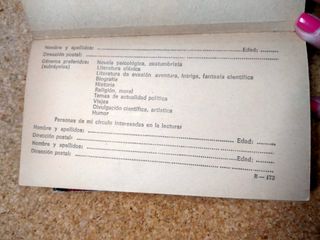 Nombre y apellidos: ........ Edad: ........
Dirección postal: ........
Géneros preferidos: Novela psicológica, costumbrista
(subráyelos) Literatura clásica
Literatura de evasión aventura, intriga, fantasía científica
Biografía
Historia
Religión, moral
Temas de actualidad política
Viajes
Divulgación científica, artística
Humor
Personas de mi círculo interesadas en la lectura:
Nombre y apellidos: ........ Edad: ........
Dirección postal: ........
Nombre y apellidos: ........ Edad: ........
Dirección postal: ........
R—473